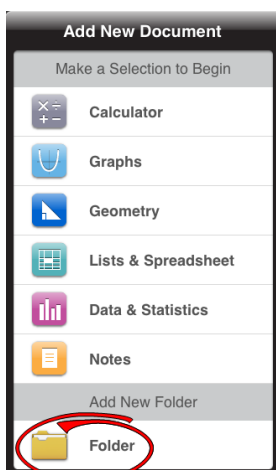 Add New Document
Make a Selection to Begin
Calculator
Graphs
Geometry
Lists & Spreadsheet
Data & Statistics
Notes
Add New Folder
Folder